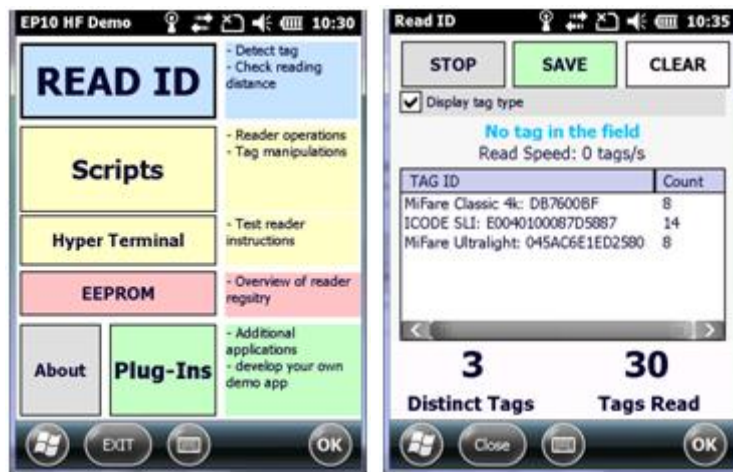 EP10 HF Demo 10:30
READ ID
- Detect tag
- Check reading
distance
Scripts
- Reader operations
- Tag manipulations
Hyper Terminal
- Test reader
instructions
EEPROM
- Overview of reader
regsitry
About
Plug-Ins
- Additional
applications
- develop your own
demo app
EXIT
OK
Read ID 10:35
STOP SAVE CLEAR
Display tag type
No tag in the field
Read Speed: 0 tags/s
TAG ID Count
MiFare Classic 4k: DB7600BF 8
ICODE SLI: E0040100087D5887 14
MiFare Ultralight: 045AC6E1ED2580 8
3 30
Distinct Tags Tags Read
Close OK